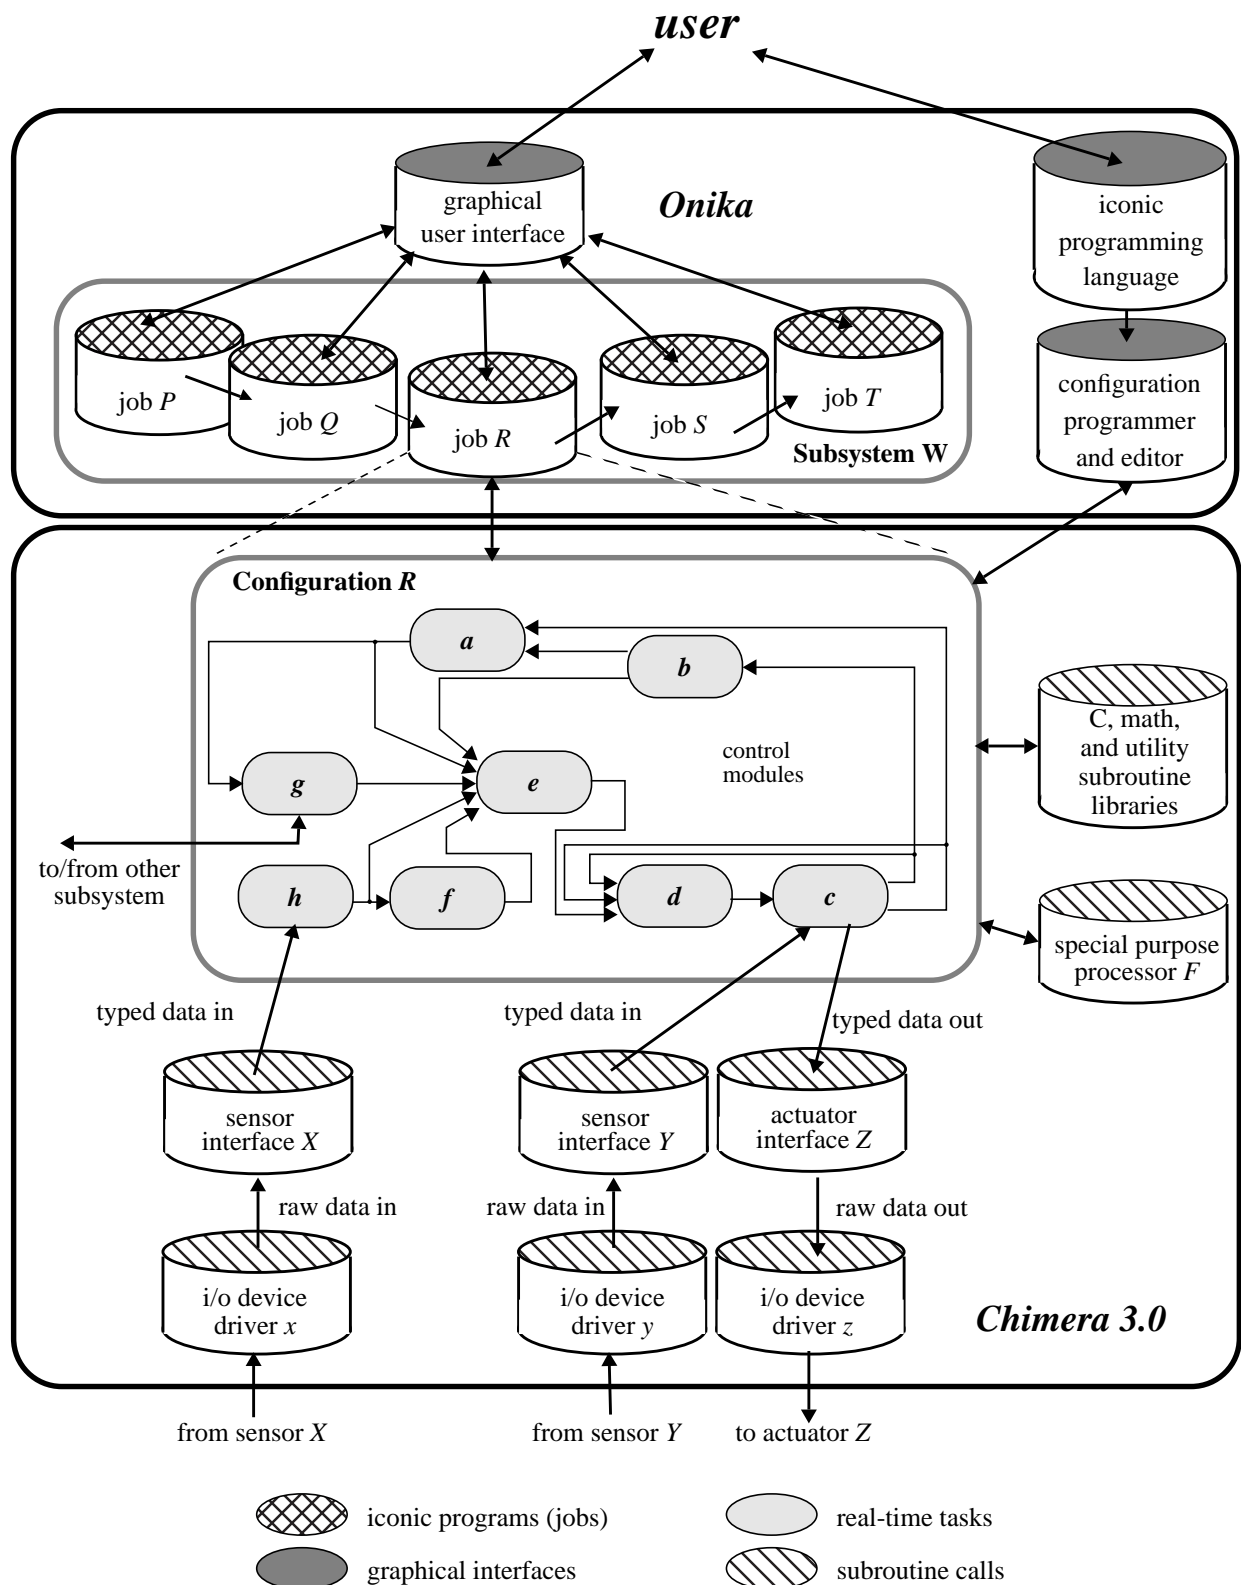 user
Onika
graphical
user interface
iconic
programming
language
job P
job Q
job R
job S
job T
Subsystem W
configuration
programmer
and editor
Configuration R
a
b
control
modules
g
e
to/from other
subsystem
h
f
d
c
C, math,
and utility
subroutine
libraries
special purpose
processor F
typed data in
typed data in
typed data out
sensor
interface X
sensor
interface Y
actuator
interface Z
raw data in
raw data in
raw data out
i/o device
driver x
i/o device
driver y
i/o device
driver z
Chimera 3.0
from sensor X
from sensor Y
to actuator Z
iconic programs (jobs)
real-time tasks
graphical interfaces
subroutine calls